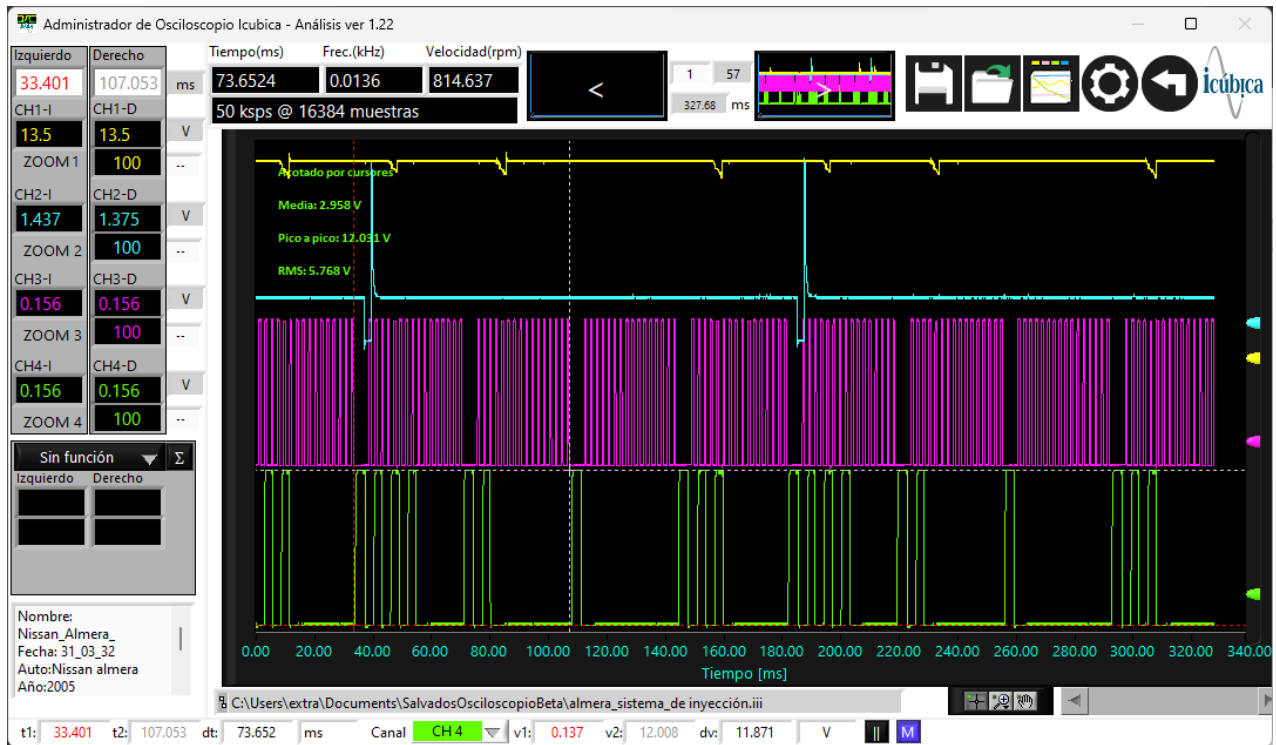 Administrador de Osciloscopio Icubica - Análisis ver 1.22
Izquierdo Derecho
33.401 107.053 ms
CH1-I CH1-D
13.5 13.5 V
ZOOM 1 100 --
CH2-I CH2-D
1.437 1.375 V
ZOOM 2 100 --
CH3-I CH3-D
0.156 0.156 V
ZOOM 3 100 --
CH4-I CH4-D
0.156 0.156 V
ZOOM 4 100 --
Sin función Σ
Izquierdo Derecho
Nombre:
Nissan_Almera_
Fecha: 31_03_32
Auto:Nissan almera
Año:2005
Tiempo(ms) Frec.(kHz) Velocidad(rpm)
73.6524 0.0136 814.637
50 ksps @ 16384 muestras
<
1 57
327.68 ms
>
Icúbica
Acotado por cursores
Media: 2.958 V
Pico a pico: 12.031 V
RMS: 5.768 V
0.00 20.00 40.00 60.00 80.00 100.00 120.00 140.00 160.00 180.00 200.00 220.00 240.00 260.00 280.00 300.00 320.00 340.00
Tiempo [ms]
C:\Users\extra\Documents\SalvadosOsciloscopioBeta\almera_sistema_de inyección.iii
t1: 33.401 t2: 107.053 dt: 73.652 ms Canal CH 4 v1: 0.137 v2: 12.008 dv: 11.871 V || M